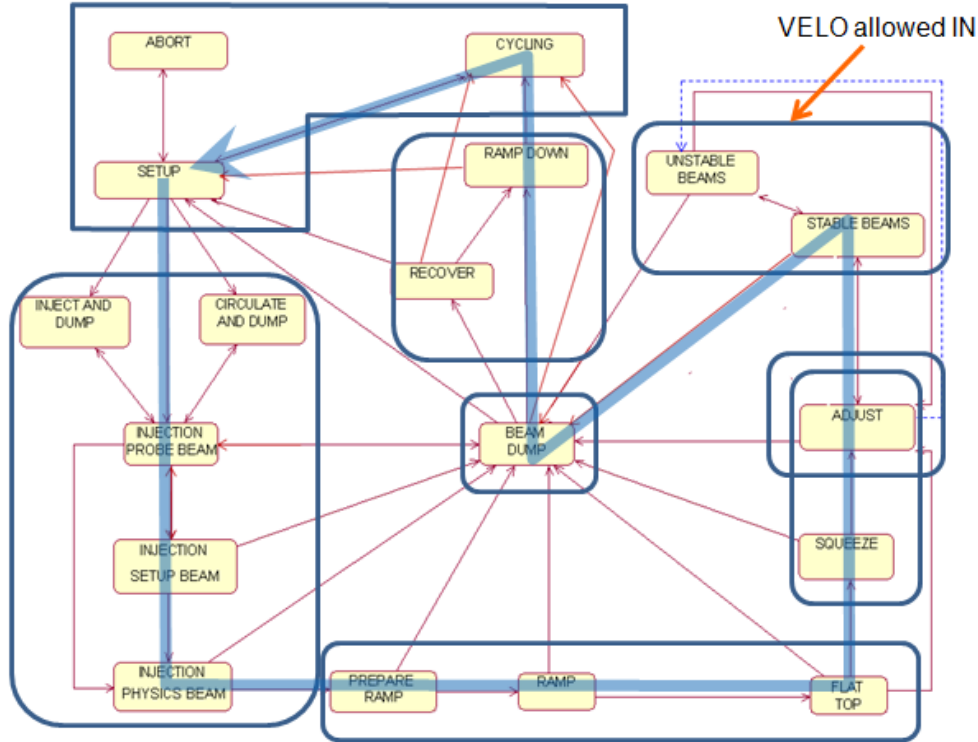 VELO allowed IN
ABORT
CYCLING
SETUP
RAMP DOWN
UNSTABLE
BEAMS
STABLE BEAMS
RECOVER
INJECT AND
DUMP
CIRCULATE
AND DUMP
INJECTION
PROBE BEAM
BEAM
DUMP
ADJUST
INJECTION
SETUP BEAM
SQUEEZE
INJECTION
PHYSICS BEAM
PREPARE
RAMP
RAMP
FLAT
TOP